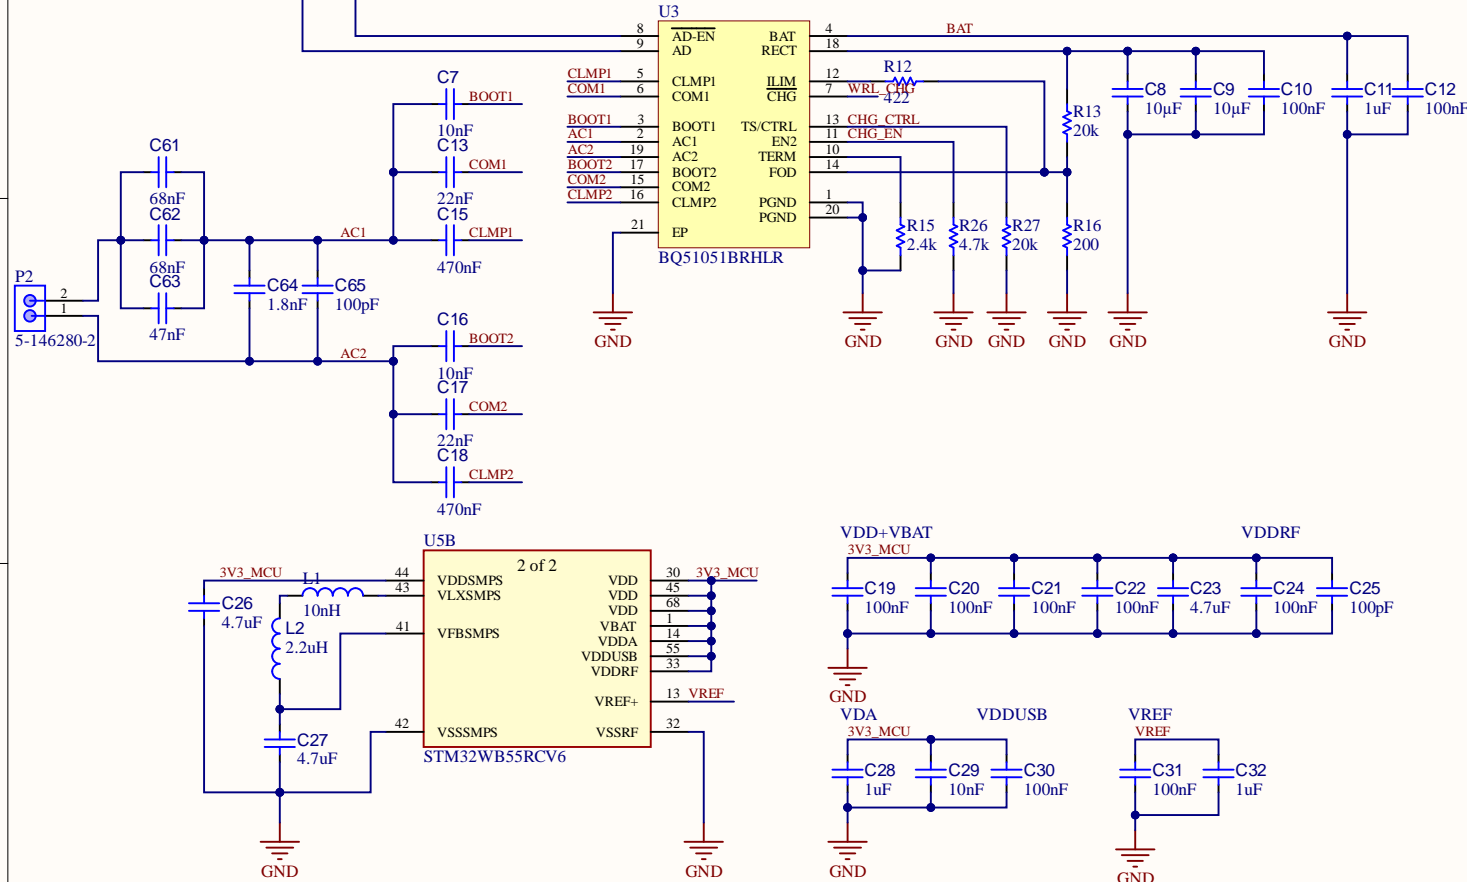 U3
8 AD-EN BAT 4 BAT
9 AD RECT 18
CLMP1 5 CLMP1 ILIM 12 R12
COM1 6 COM1 CHG 7 WRL_CHG
422
BOOT1 3 BOOT1 TS/CTRL 13 CHG_CTRL
AC1 2 AC1 EN2 11 CHG_EN
AC2 19 AC2 TERM 10
BOOT2 17 BOOT2 FOD 14
COM2 15 COM2
CLMP2 16 CLMP2 PGND 1
PGND 20
21 EP
BQ51051BRHLR
R13
20k
C8
10µF
C9
10µF
C10
100nF
C11
1uF
C12
100nF
R15
2.4k
R26
4.7k
R27
20k
R16
200
GND GND GND GND GND GND GND
C7
BOOT1
10nF
C13
COM1
22nF
C15
AC1 CLMP1
470nF
C61
68nF
C62
68nF
C63
47nF
C64
1.8nF
C65
100pF
P2
2
1
5-146280-2
C16
AC2 BOOT2
10nF
C17
COM2
22nF
C18
CLMP2
470nF
U5B
2 of 2
3V3_MCU 44 VDDSMPS VDD 30 3V3_MCU
L1 43 VLXSMPS VDD 45
10nH
VDD 68
VBAT 1
41 VFBSMPS VDDA 14
VDDUSB 55
VDDRF 33
VREF+ 13 VREF
42 VSSSMPS VSSRF 32
STM32WB55RCV6
C26
4.7uF
L2
2.2uH
C27
4.7uF
GND GND
VDD+VBAT VDDRF
3V3_MCU
C19
100nF
C20
100nF
C21
100nF
C22
100nF
C23
4.7uF
C24
100nF
C25
100pF
GND
VDA VDDUSB VREF
3V3_MCU VREF
C28
1uF
C29
10nF
C30
100nF
C31
100nF
C32
1uF
GND GND